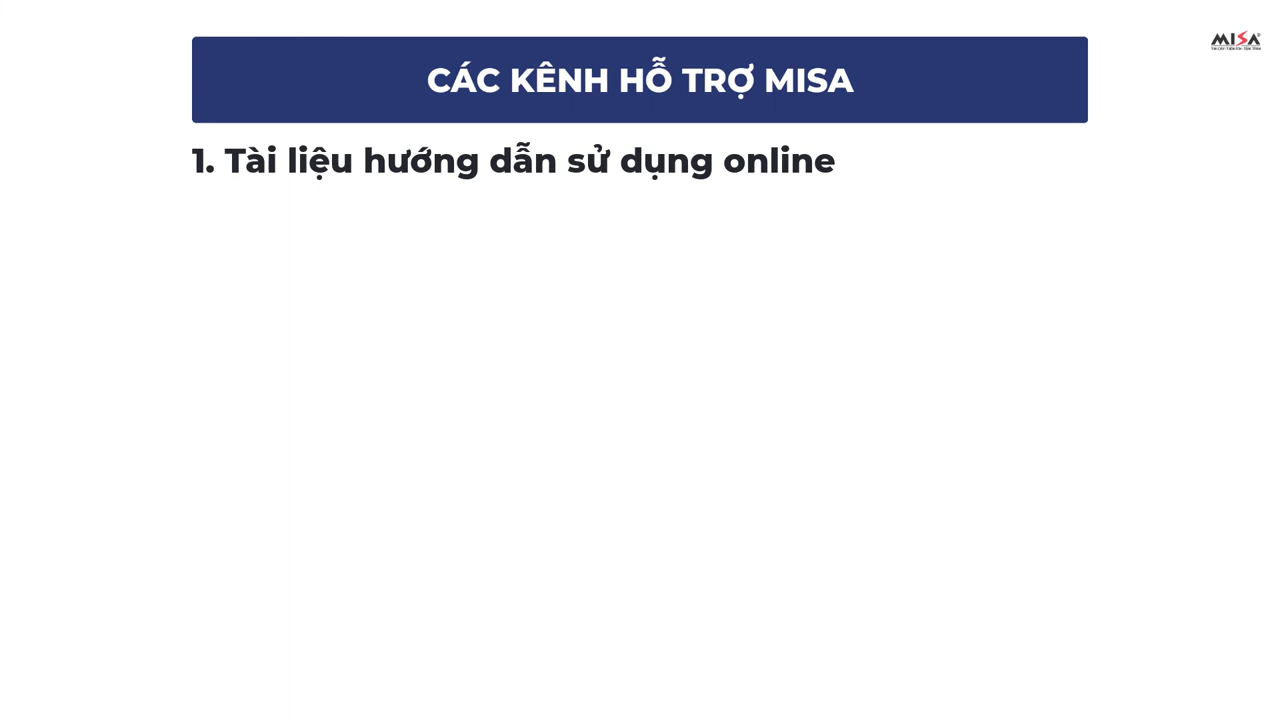 MISA
CÁC KÊNH HỖ TRỢ MISA
1. Tài liệu hướng dẫn sử dụng online